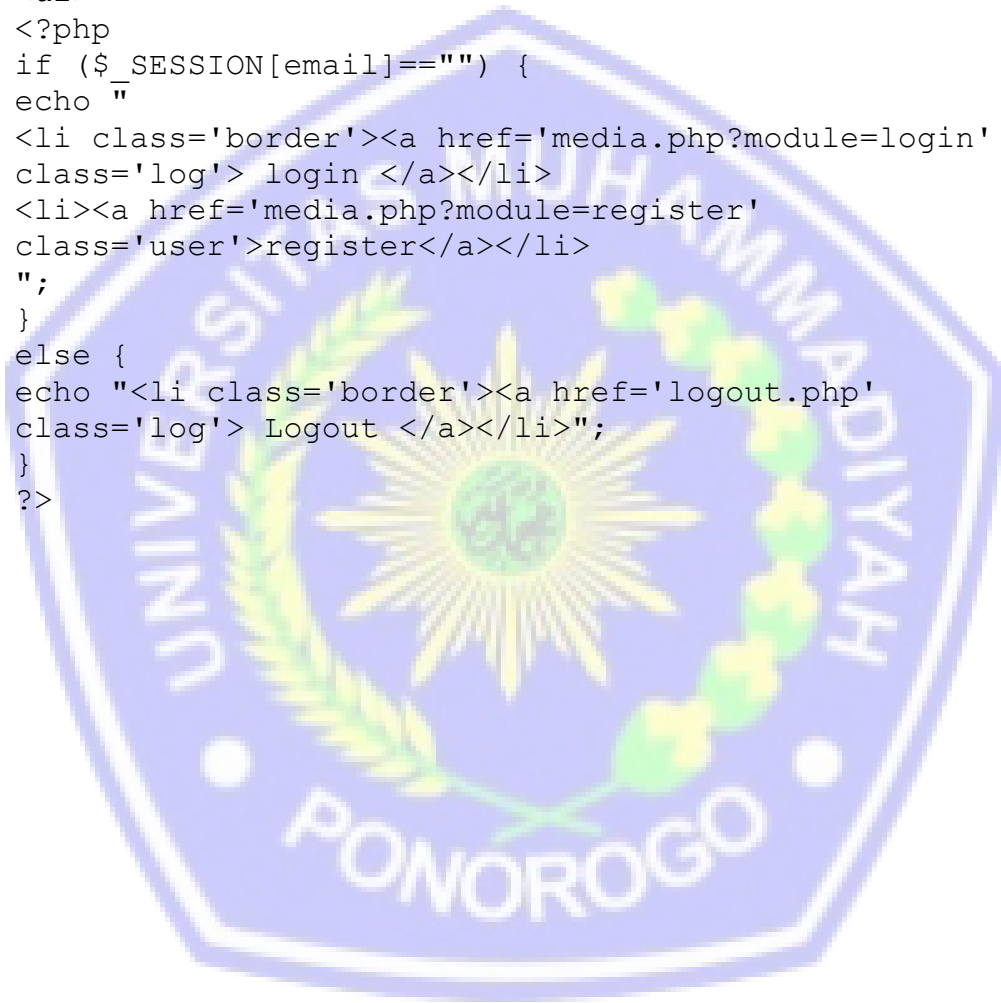 <?php
if ($_SESSION[email]=="") {
echo "
<li class='border'><a href='media.php?module=login'
class='log'> login </a></li>
<li><a href='media.php?module=register'
class='user'>register</a></li>
";
}
else {
echo "<li class='border'><a href='logout.php'
class='log'> Logout </a></li>";
}
?>
UNIVERSITAS MUHAMMADIYAH
PONOROGO